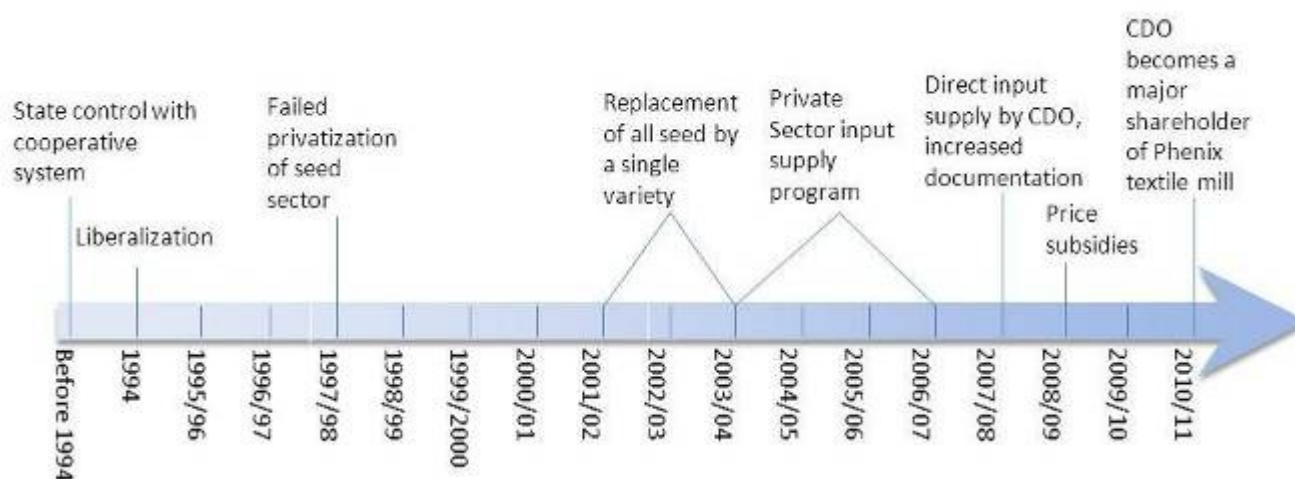 State control with
cooperative
system
Liberalization
Failed
privatization
of seed
sector
Replacement
of all seed by
a single
variety
Private
Sector input
supply
program
Direct input
supply by CDO,
increased
documentation
Price
subsidies
CDO
becomes a
major
shareholder
of Phenix
textile mill
Before 1994
1994
1995/96
1996/97
1997/98
1998/99
1999/2000
2000/01
2001/02
2002/03
2003/04
2004/05
2005/06
2006/07
2007/08
2008/09
2009/10
2010/11